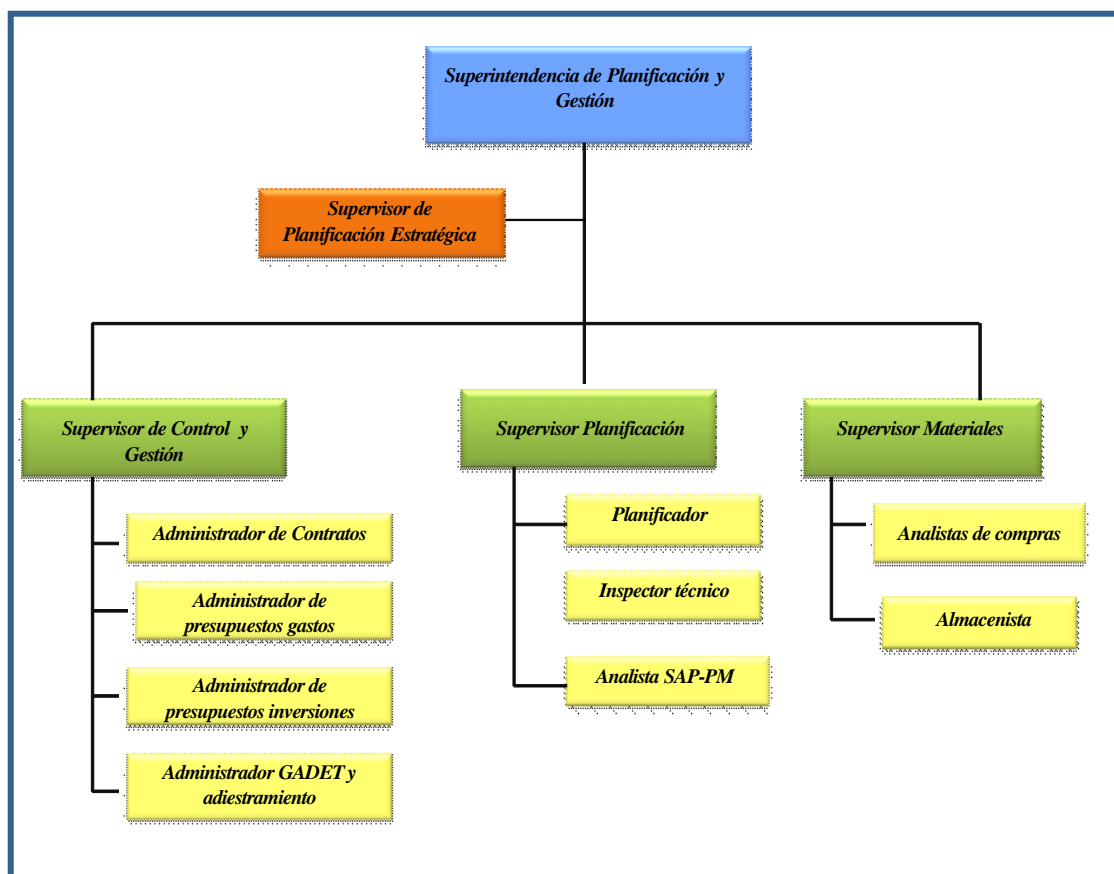 Superintendencia de Planificación y
Gestión
Supervisor de
Planificación Estratégica
Supervisor de Control y
Gestión
Administrador de Contratos
Administrador de
presupuestos gastos
Administrador de
presupuestos inversiones
Administrador GADET y
adiestramiento
Supervisor Planificación
Planificador
Inspector técnico
Analista SAP-PM
Supervisor Materiales
Analistas de compras
Almacenista